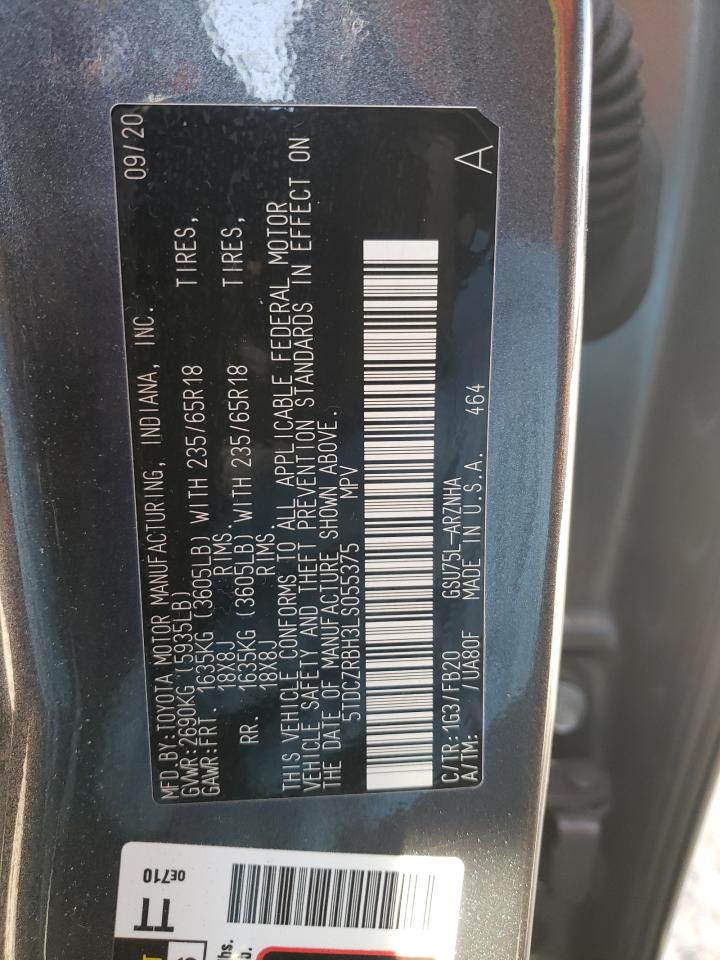 MFD BY:TOYOTA MOTOR MANUFACTURING, INDIANA, INC. 09/20
GVWR:2690KG (5935LB)
GAWR:FRT. 1635KG (3605LB) WITH 235/65R18 TIRES,
18X8J RIMS.
RR. 1635KG (3605LB) WITH 235/65R18 TIRES,
18X8J RIMS.
THIS VEHICLE CONFORMS TO ALL APPLICABLE FEDERAL MOTOR
VEHICLE SAFETY AND THEFT PREVENTION STANDARDS IN EFFECT ON
THE DATE OF MANUFACTURE SHOWN ABOVE.
5TDCZRBH3LS055375 MPV
A
C/TR:1G3/FB20 GSU75L-ARZNHA
A/TM: /UA80F MADE IN U.S.A. 464
0E710
TT